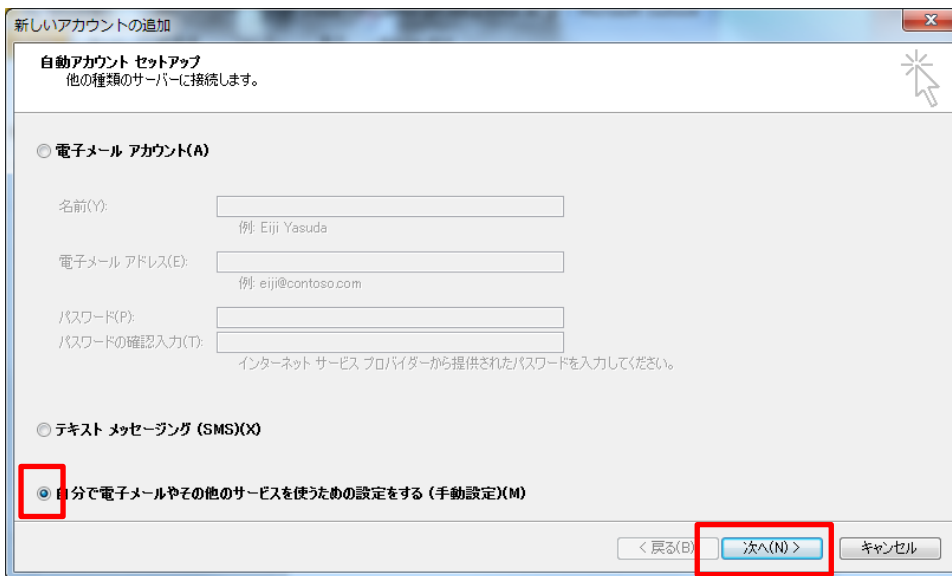 新しいアカウントの追加
自動アカウント セットアップ
他の種類のサーバーに接続します。
電子メール アカウント(A)
名前(Y):
例: Eiji Yasuda
電子メール アドレス(E):
例: eiji@contoso.com
パスワード(P):
パスワードの確認入力(T):
インターネット サービス プロバイダーから提供されたパスワードを入力してください。
テキスト メッセージング (SMS)(X)
自分で電子メールやその他のサービスを使うための設定をする (手動設定)(M)
< 戻る(B) 次へ(N) > キャンセル